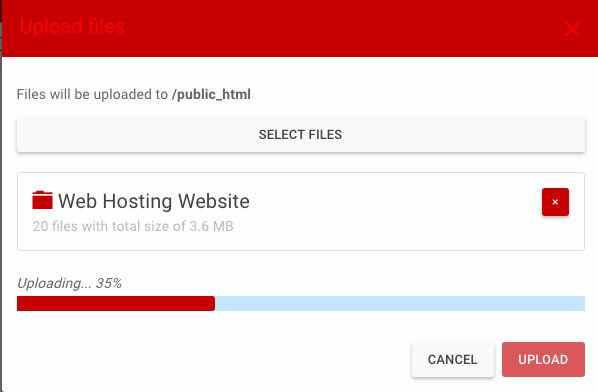 Upload files
Files will be uploaded to /public_html
SELECT FILES
Web Hosting Website
20 files with total size of 3.6 MB
Uploading... 35%
CANCEL
UPLOAD